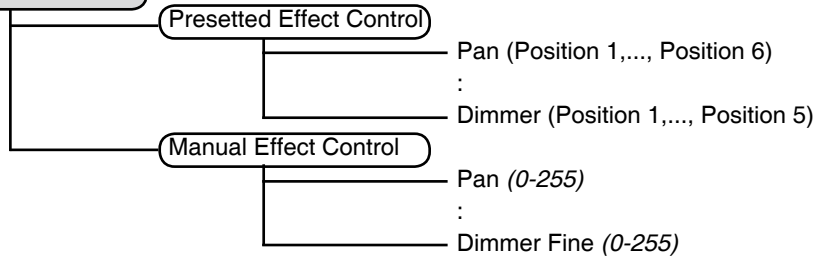 Presetted Effect Control
Pan (Position 1,..., Position 6)
:
Dimmer (Position 1,..., Position 5)
Manual Effect Control
Pan (0-255)
:
Dimmer Fine (0-255)